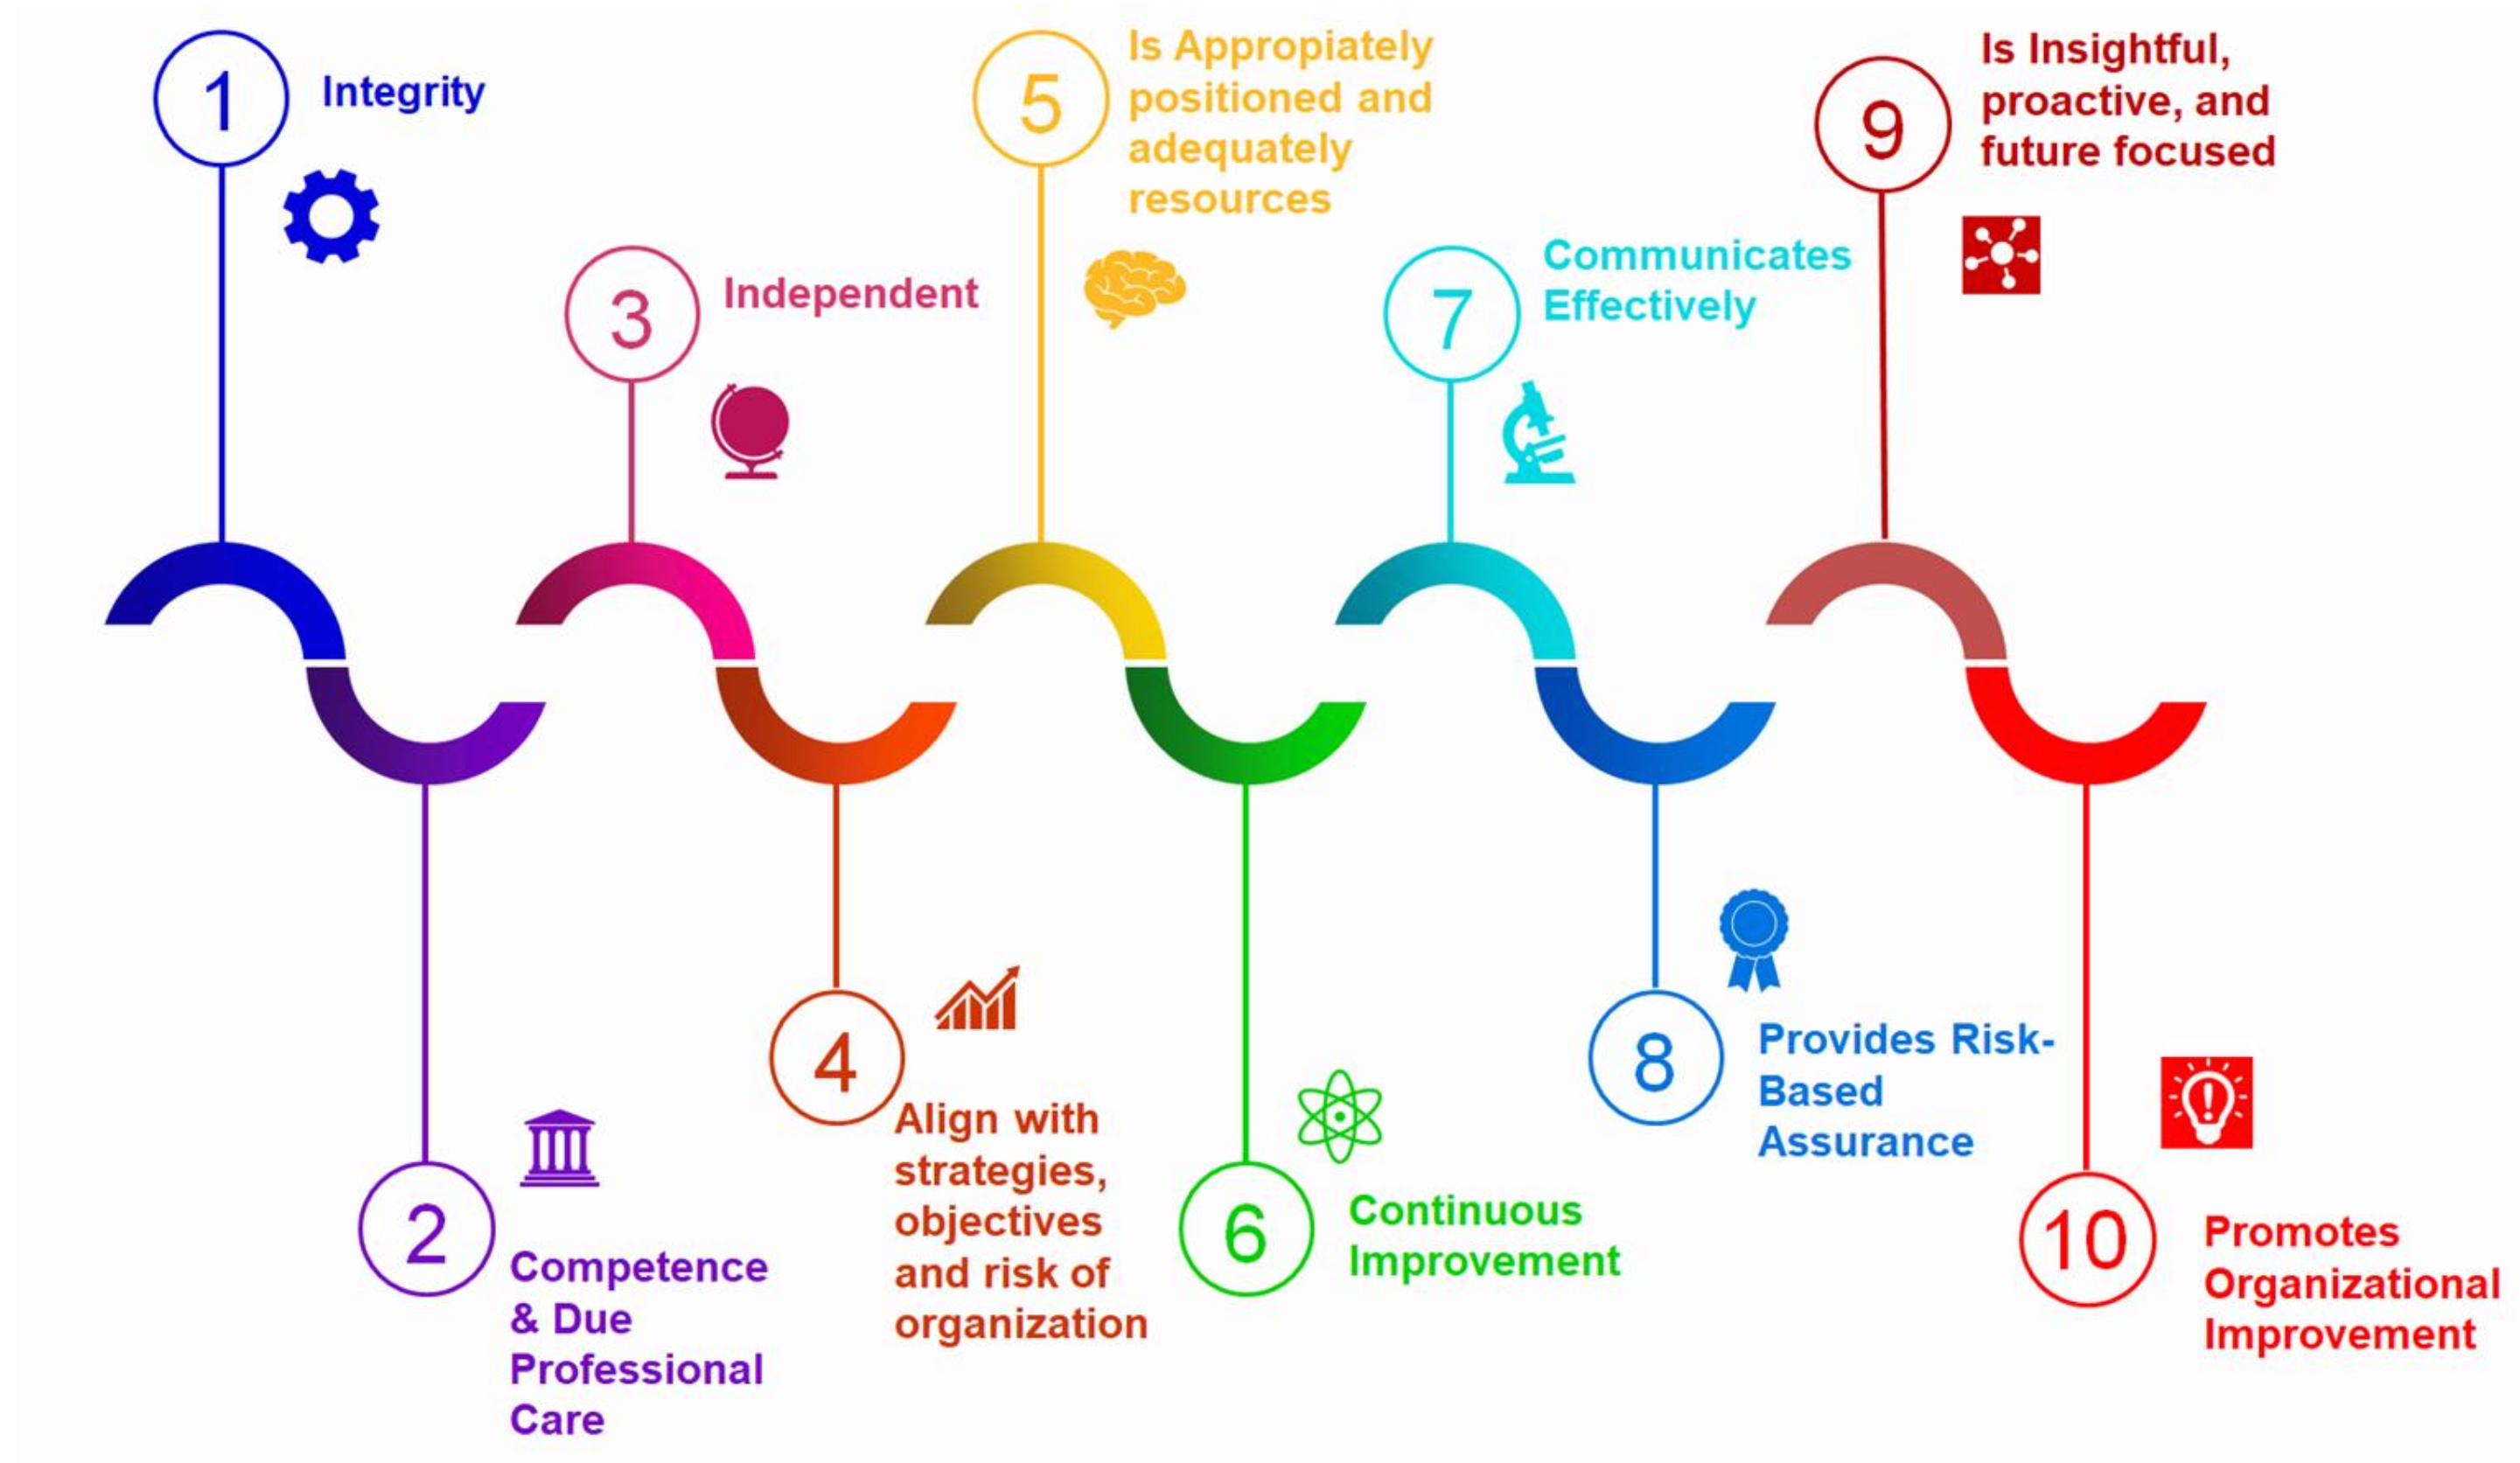 1
Integrity
2
Competence
& Due
Professional
Care
3
Independent
4
Align with
strategies,
objectives
and risk of
organization
5
Is Appropiately
positioned and
adequately
resources
6
Continuous
Improvement
7
Communicates
Effectively
8
Provides Risk-
Based
Assurance
9
Is Insightful,
proactive, and
future focused
10
Promotes
Organizational
Improvement